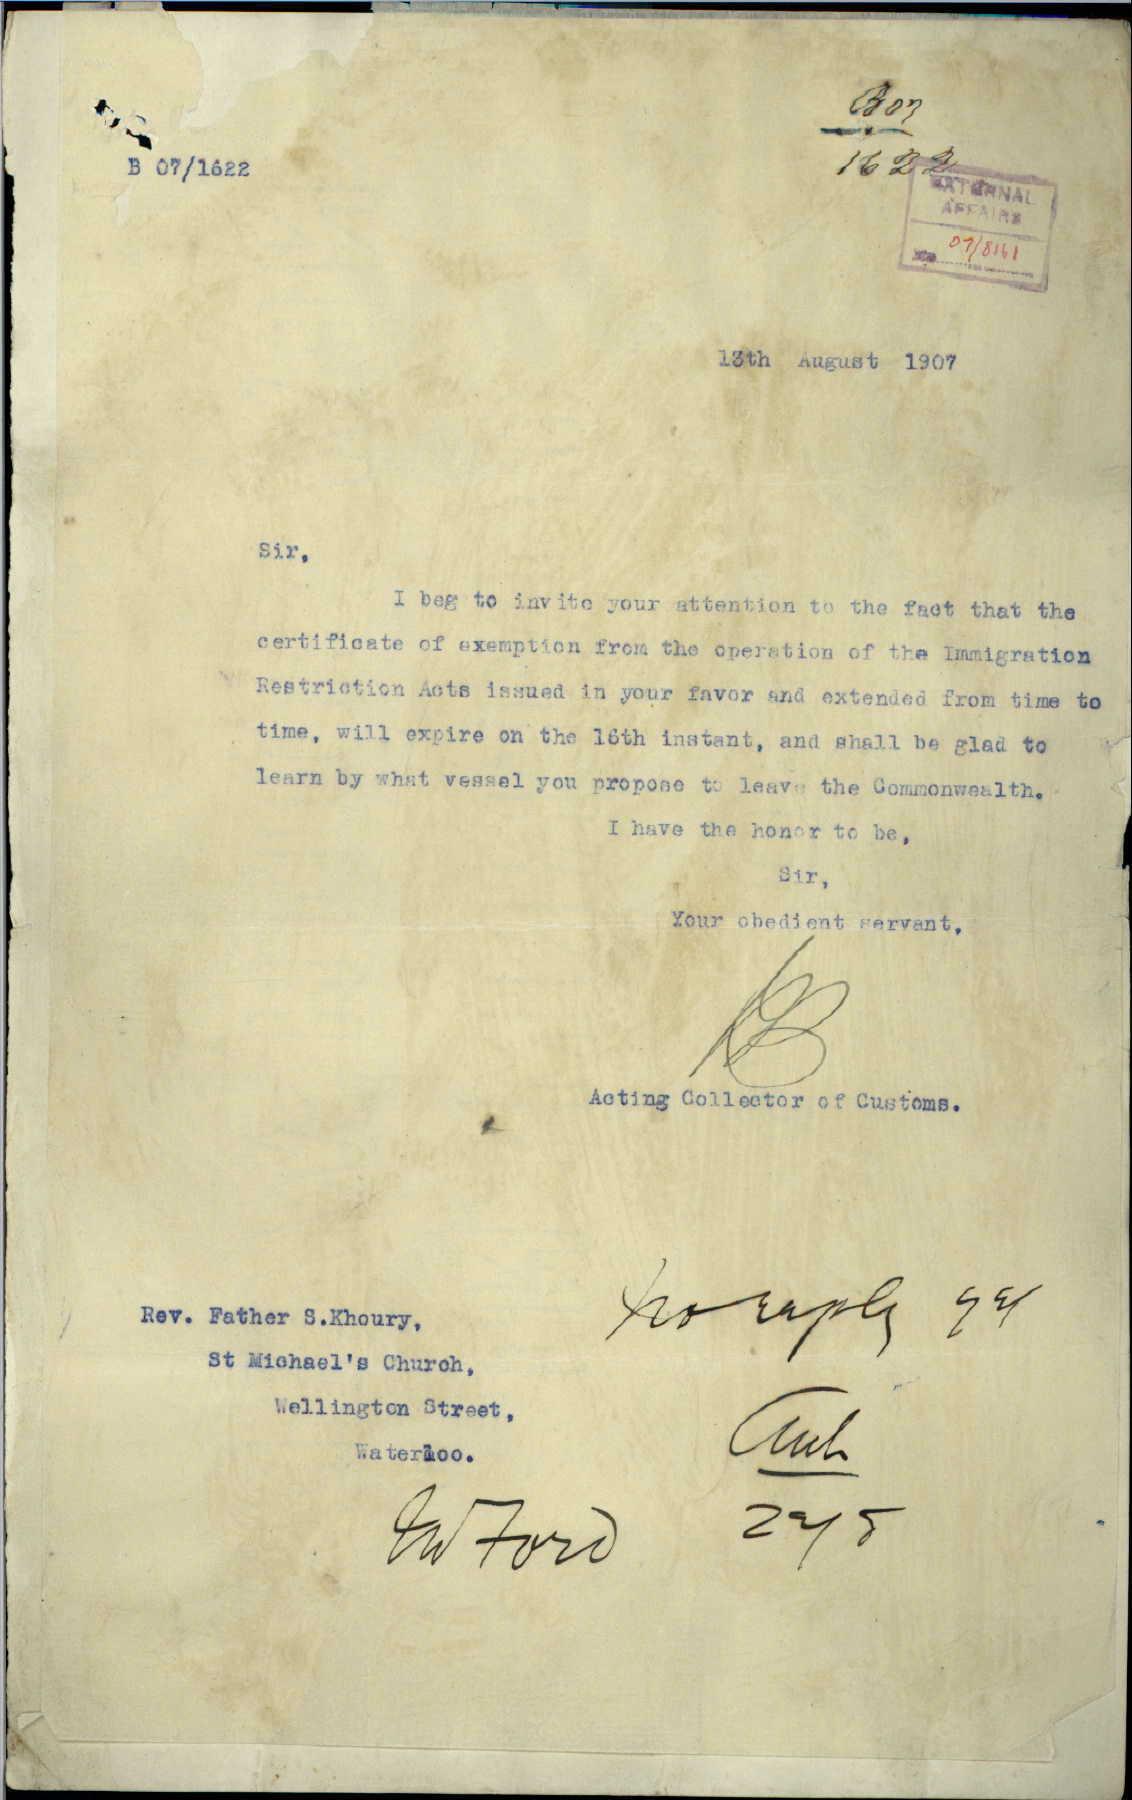 B07
1622
B 07/1622
EXTERNAL
AFFAIRS
No. 07/8161
13th August 1907
Sir,
I beg to invite your attention to the fact that the
certificate of exemption from the operation of the Immigration
Restriction Acts issued in your favor and extended from time to
time, will expire on the 16th instant, and shall be glad to
learn by what vessel you propose to leave the Commonwealth.
I have the honor to be,
Sir,
Your obedient servant,
Acting Collector of Customs.
Rev. Father S.Khoury,
St Michael's Church,
Wellington Street,
Waterloo.
No reply yet
Ford